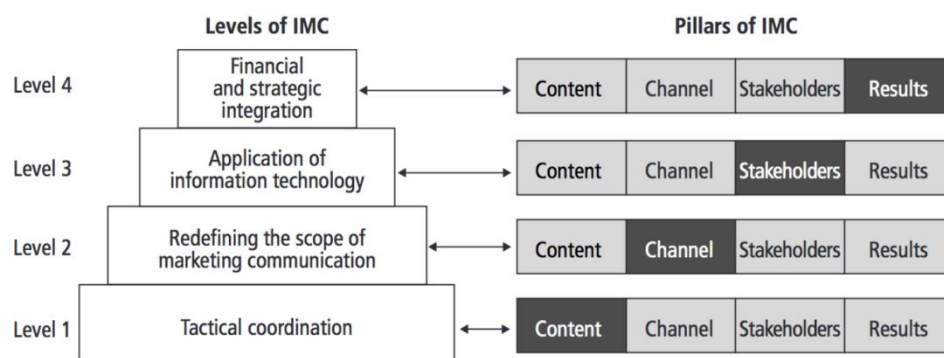 Levels of IMC
Pillars of IMC
Level 4
Financial
and strategic
integration
Content Channel Stakeholders Results
Level 3
Application of
information technology
Content Channel Stakeholders Results
Level 2
Redefining the scope of
marketing communication
Content Channel Stakeholders Results
Level 1
Tactical coordination
Content Channel Stakeholders Results